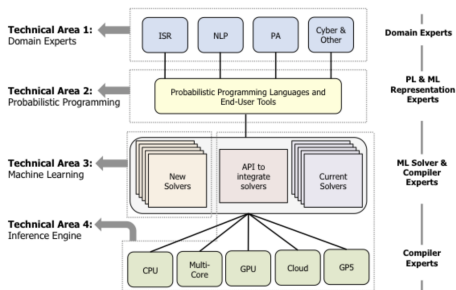 Technical Area 1:
Domain Experts
ISR
NLP
PA
Cyber &
Other
Domain Experts
Technical Area 2:
Probabilistic Programming
Probabilistic Programming Languages and
End-User Tools
PL & ML
Representation
Experts
Technical Area 3:
Machine Learning
New
Solvers
API to
integrate
solvers
Current
Solvers
ML Solver &
Compiler
Experts
Technical Area 4:
Inference Engine
CPU
Multi-
Core
GPU
Cloud
GP5
Compiler
Experts